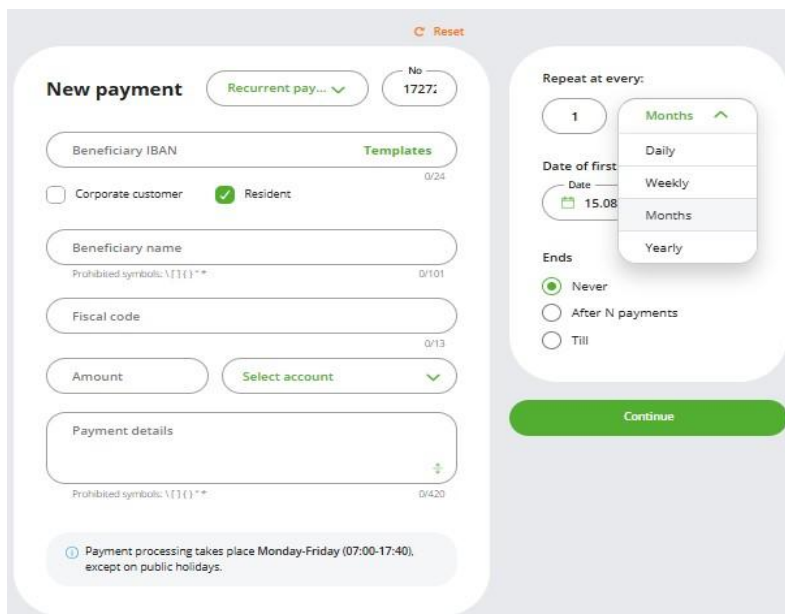 Reset
New payment
Recurrent pay...
No
17272
Beneficiary IBAN
Templates
0/24
Corporate customer
Resident
Beneficiary name
Prohibited symbols: \ [ ] { } " *
0/101
Fiscal code
0/13
Amount
Select account
Payment details
Prohibited symbols: \ [ ] { } " *
0/420
Payment processing takes place Monday-Friday (07:00-17:40),
except on public holidays.
Repeat at every:
1
Months
Daily
Weekly
Months
Yearly
Date of first
Date
15.08
Ends
Never
After N payments
Till
Continue